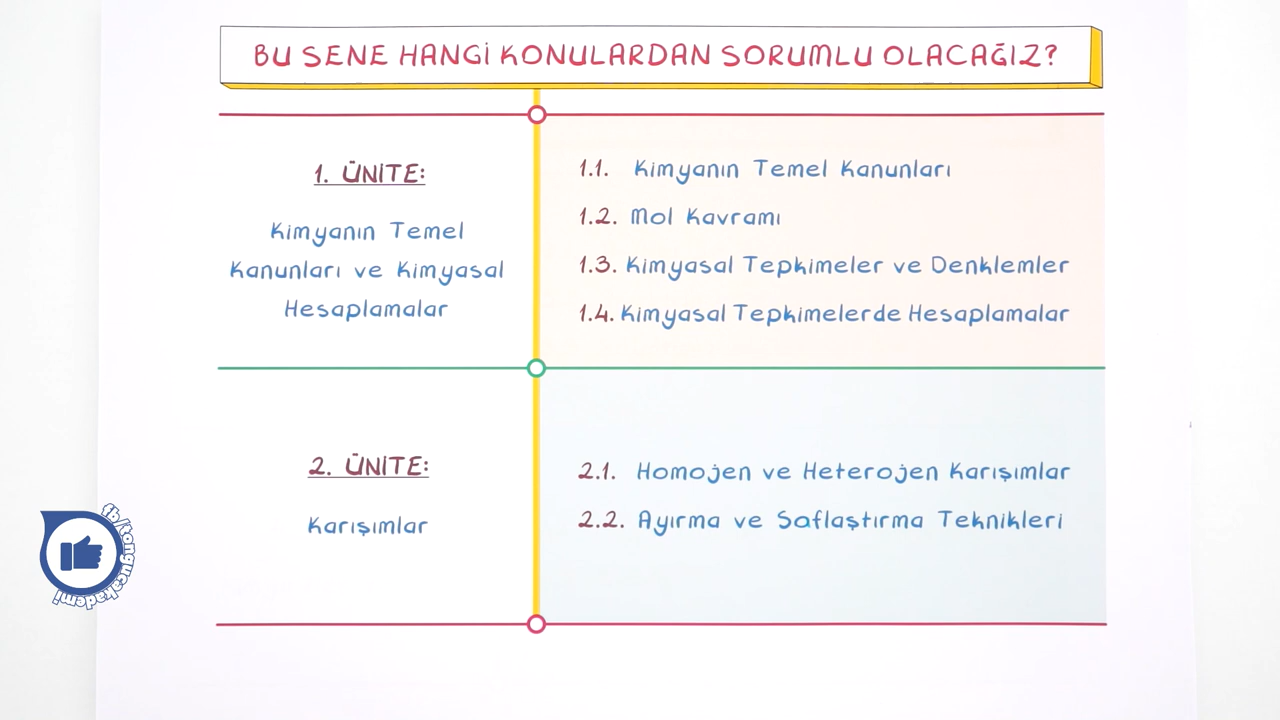 BU SENE HANGİ KONULARDAN SORUMLU OLACAĞIZ?
1. ÜNİTE:
Kimyanın Temel
Kanunları ve Kimyasal
Hesaplamalar
1.1. Kimyanın Temel Kanunları
1.2. Mol Kavramı
1.3. Kimyasal Tepkimeler ve Denklemler
1.4. Kimyasal Tepkimelerde Hesaplamalar
2. ÜNİTE:
Karışımlar
2.1. Homojen ve Heterojen Karışımlar
2.2. Ayırma ve Saflaştırma Teknikleri
fb/tongucakademi